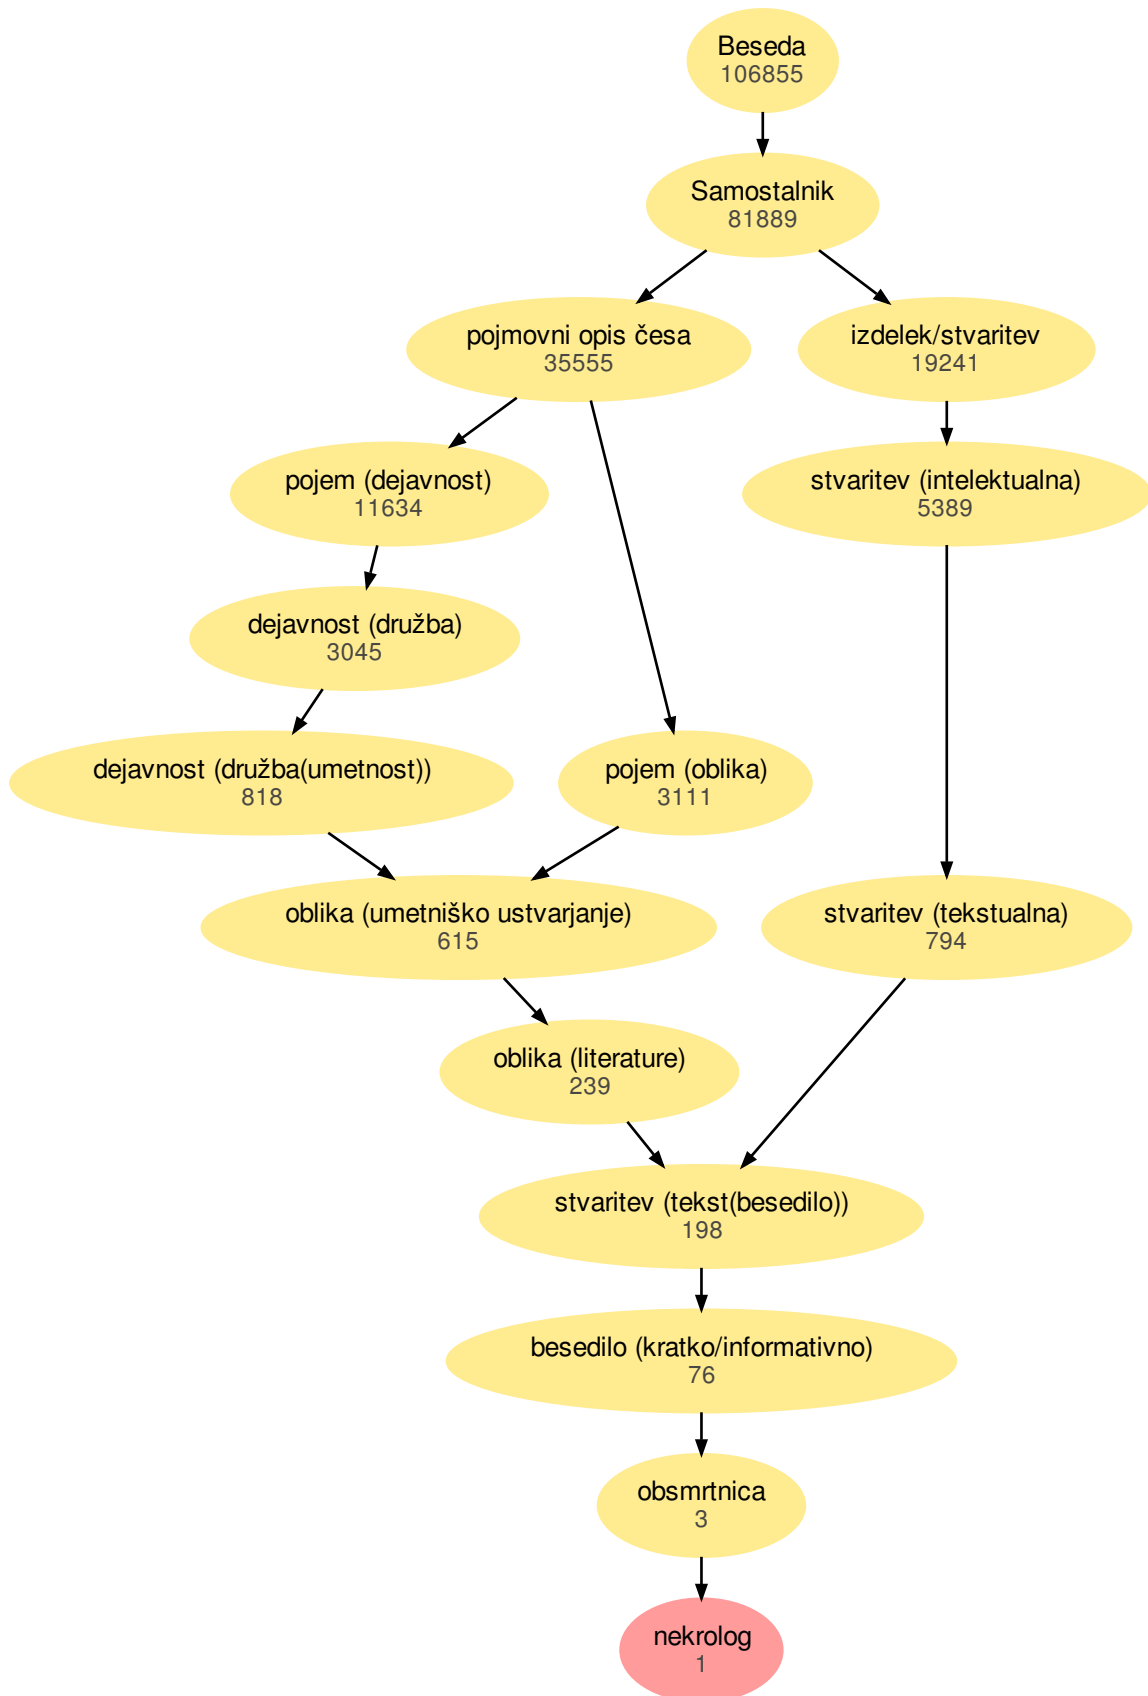 Beseda
106855
Samostalnik
81889
pojmovni opis česa
35555
izdelek/stvaritev
19241
pojem (dejavnost)
11634
stvaritev (intelektualna)
5389
dejavnost (družba)
3045
dejavnost (družba(umetnost))
818
pojem (oblika)
3111
oblika (umetniško ustvarjanje)
615
stvaritev (tekstualna)
794
oblika (literature)
239
stvaritev (tekst(besedilo))
198
besedilo (kratko/informativno)
76
obsmrtnica
3
nekrolog
1